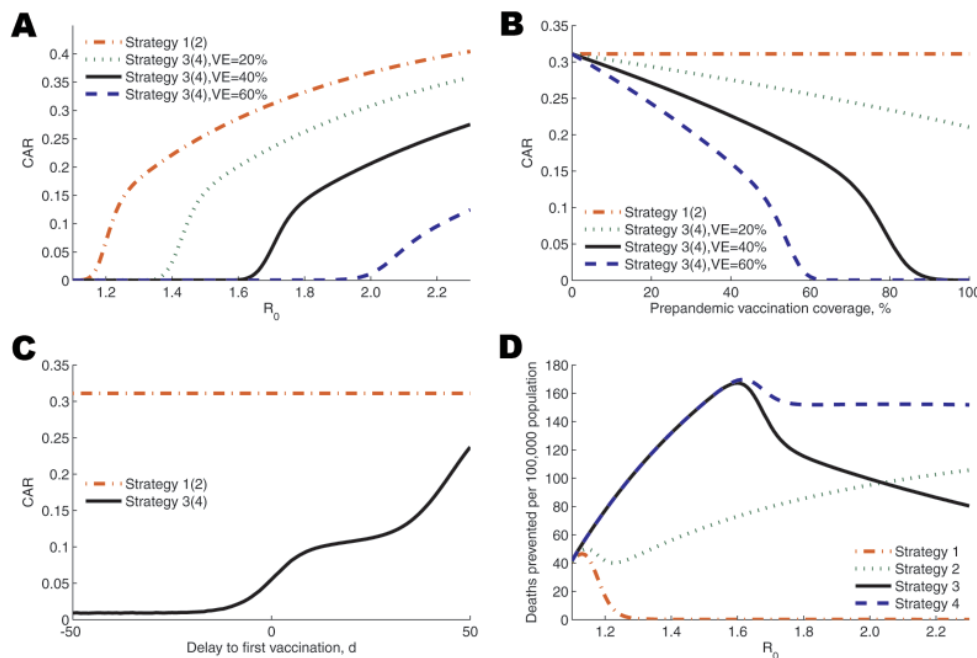 A
Strategy 1(2)
Strategy 3(4),VE=20%
Strategy 3(4),VE=40%
Strategy 3(4),VE=60%
0.4
0.35
0.3
0.25
0.2
0.15
0.1
0.05
0
CAR
1.2 1.4 1.6 1.8 2.0 2.2
R0
B
0.35
0.3
0.25
0.2
0.15
0.1
0.05
0
CAR
Strategy 1(2)
Strategy 3(4),VE=20%
Strategy 3(4),VE=40%
Strategy 3(4),VE=60%
0 20 40 60 80 100
Prepandemic vaccination coverage, %
C
0.35
0.3
0.25
0.2
0.15
0.1
0.05
0
CAR
Strategy 1(2)
Strategy 3(4)
-50 0 50
Delay to first vaccination, d
D
180
160
140
120
100
80
60
40
20
0
Deaths prevented per 100,000 population
Strategy 1
Strategy 2
Strategy 3
Strategy 4
1.2 1.4 1.6 1.8 2.0 2.2
R0